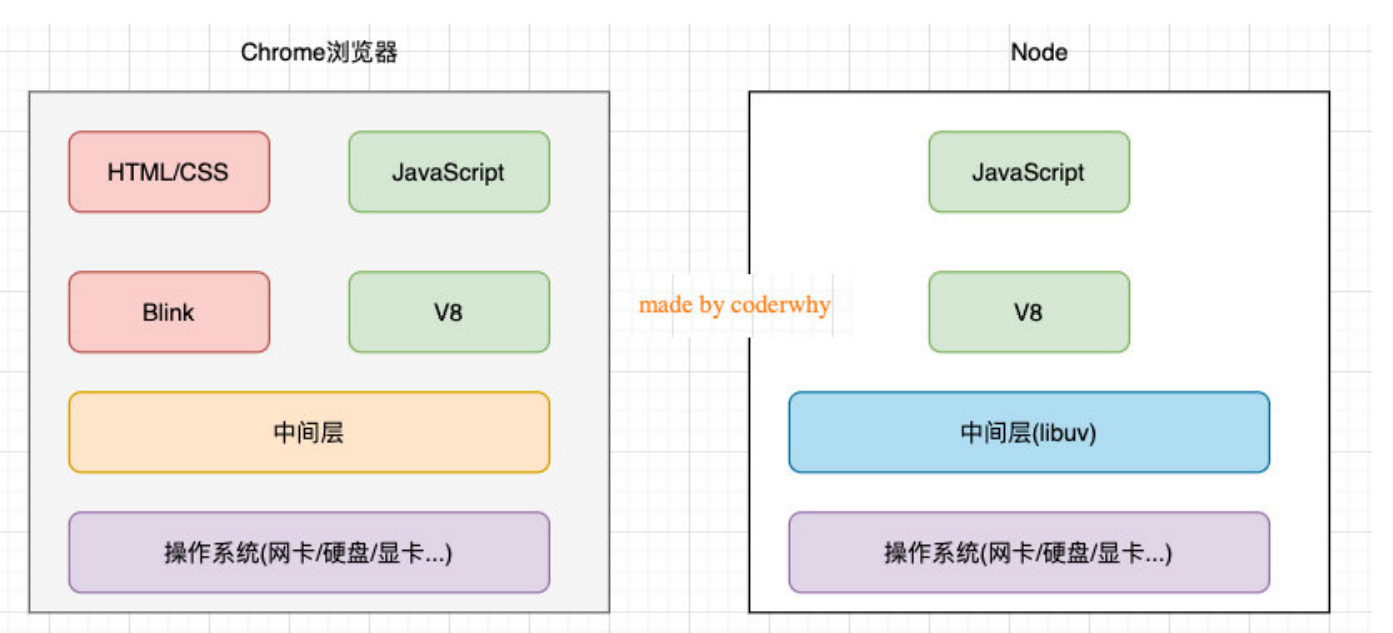 Chrome浏览器
Node
HTML/CSS
JavaScript
JavaScript
Blink
V8
made by coderwhy
V8
中间层
中间层(libuv)
操作系统(网卡/硬盘/显卡...)
操作系统(网卡/硬盘/显卡...)